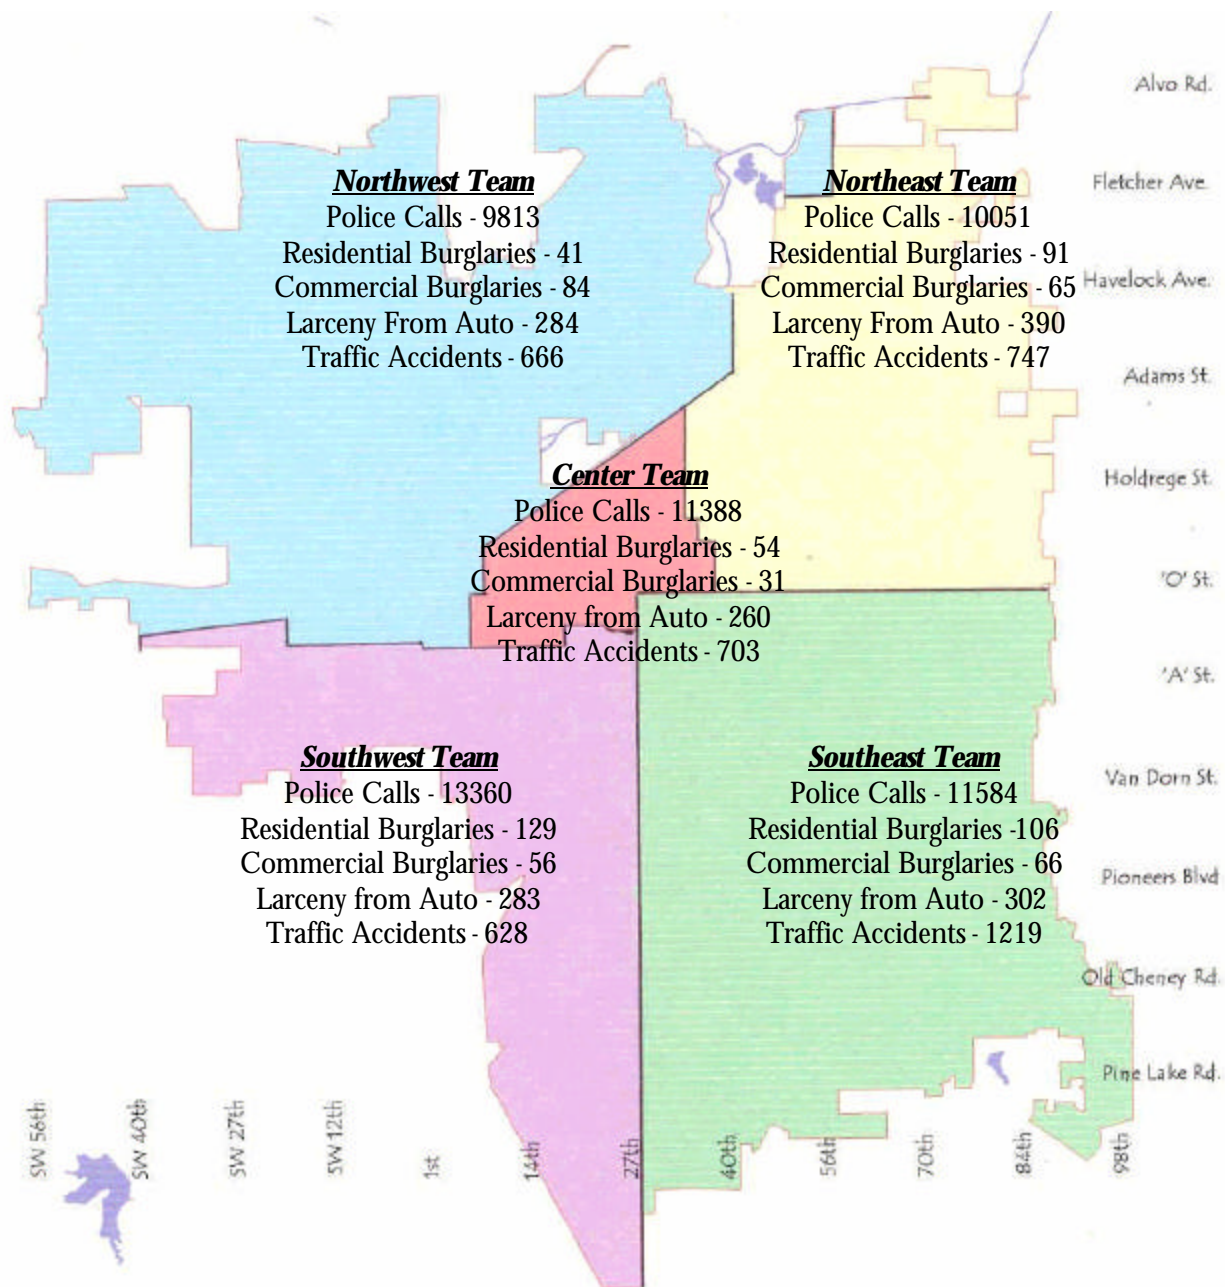 Alvo Rd.
Northwest Team
Police Calls - 9813
Residential Burglaries - 41
Commercial Burglaries - 84
Larceny From Auto - 284
Traffic Accidents - 666
Northeast Team
Police Calls - 10051
Residential Burglaries - 91
Commercial Burglaries - 65
Larceny From Auto - 390
Traffic Accidents - 747
Fletcher Ave.
Havelock Ave.
Adams St.
Center Team
Police Calls - 11388
Residential Burglaries - 54
Commercial Burglaries - 31
Larceny from Auto - 260
Traffic Accidents - 703
Holdrege St.
'O' St.
'A' St.
Southwest Team
Police Calls - 13360
Residential Burglaries - 129
Commercial Burglaries - 56
Larceny from Auto - 283
Traffic Accidents - 628
Southeast Team
Police Calls - 11584
Residential Burglaries -106
Commercial Burglaries - 66
Larceny from Auto - 302
Traffic Accidents - 1219
Van Dorn St.
Pioneers Blvd
Old Cheney Rd.
Pine Lake Rd.
SW 56th
SW 40th
SW 27th
SW 12th
1st
14th
27th
40th
56th
70th
84th
98th